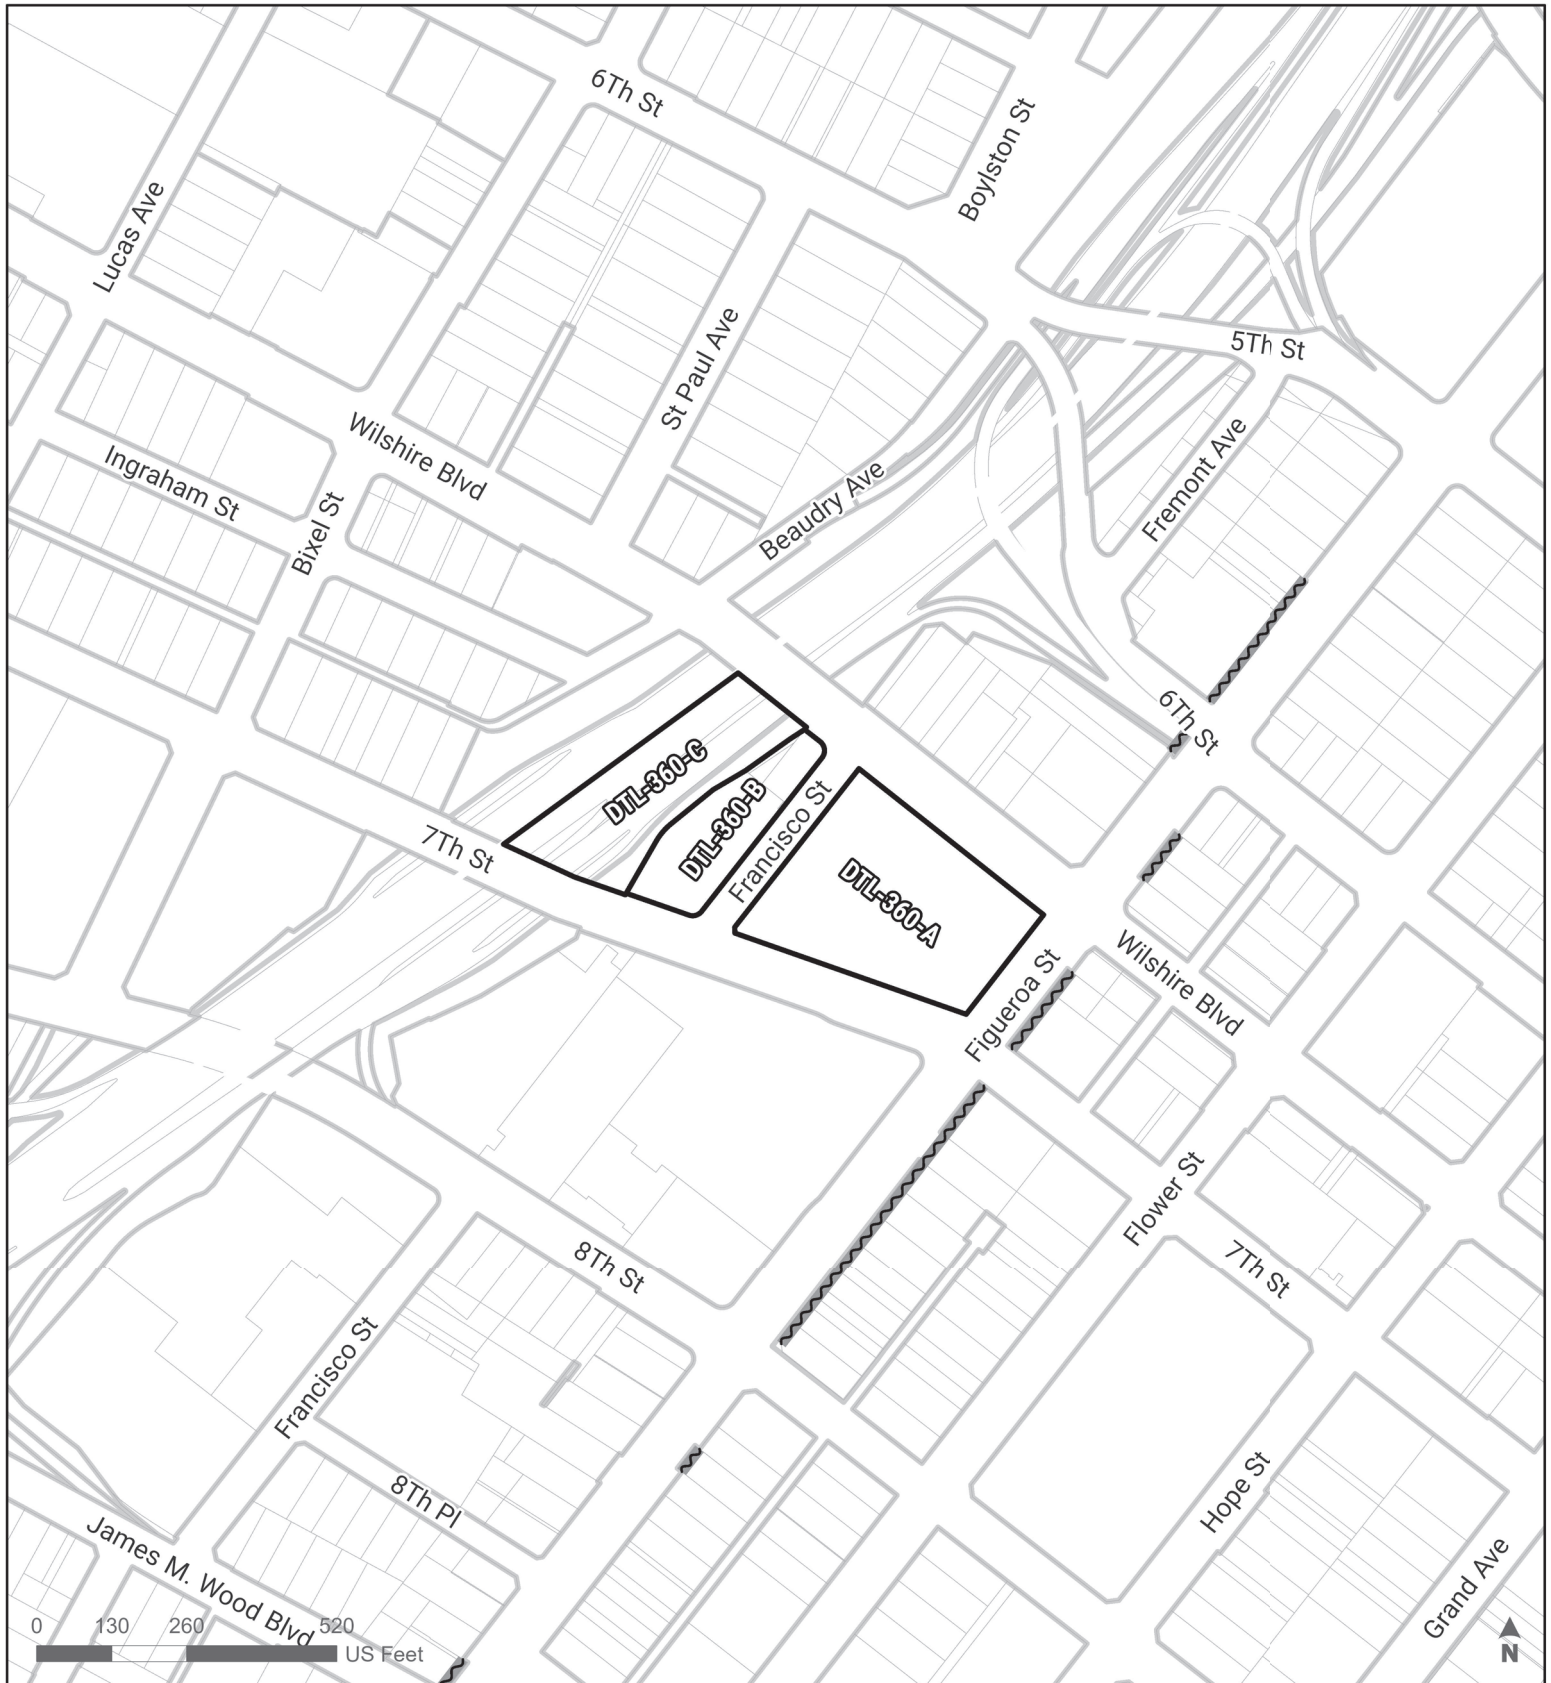 6Th St
Boylston St
Lucas Ave
5Th St
St Paul Ave
Wilshire Blvd
Ingraham St
Bixel St
Beaudry Ave
Fremont Ave
6Th St
DTL-360-C
DTL-360-B
Francisco St
7Th St
DTL-360-A
Wilshire Blvd
Figueroa St
Flower St
7Th St
8Th St
Francisco St
8Th Pl
Hope St
James M. Wood Blvd
Grand Ave
0 130 260 520
US Feet
N